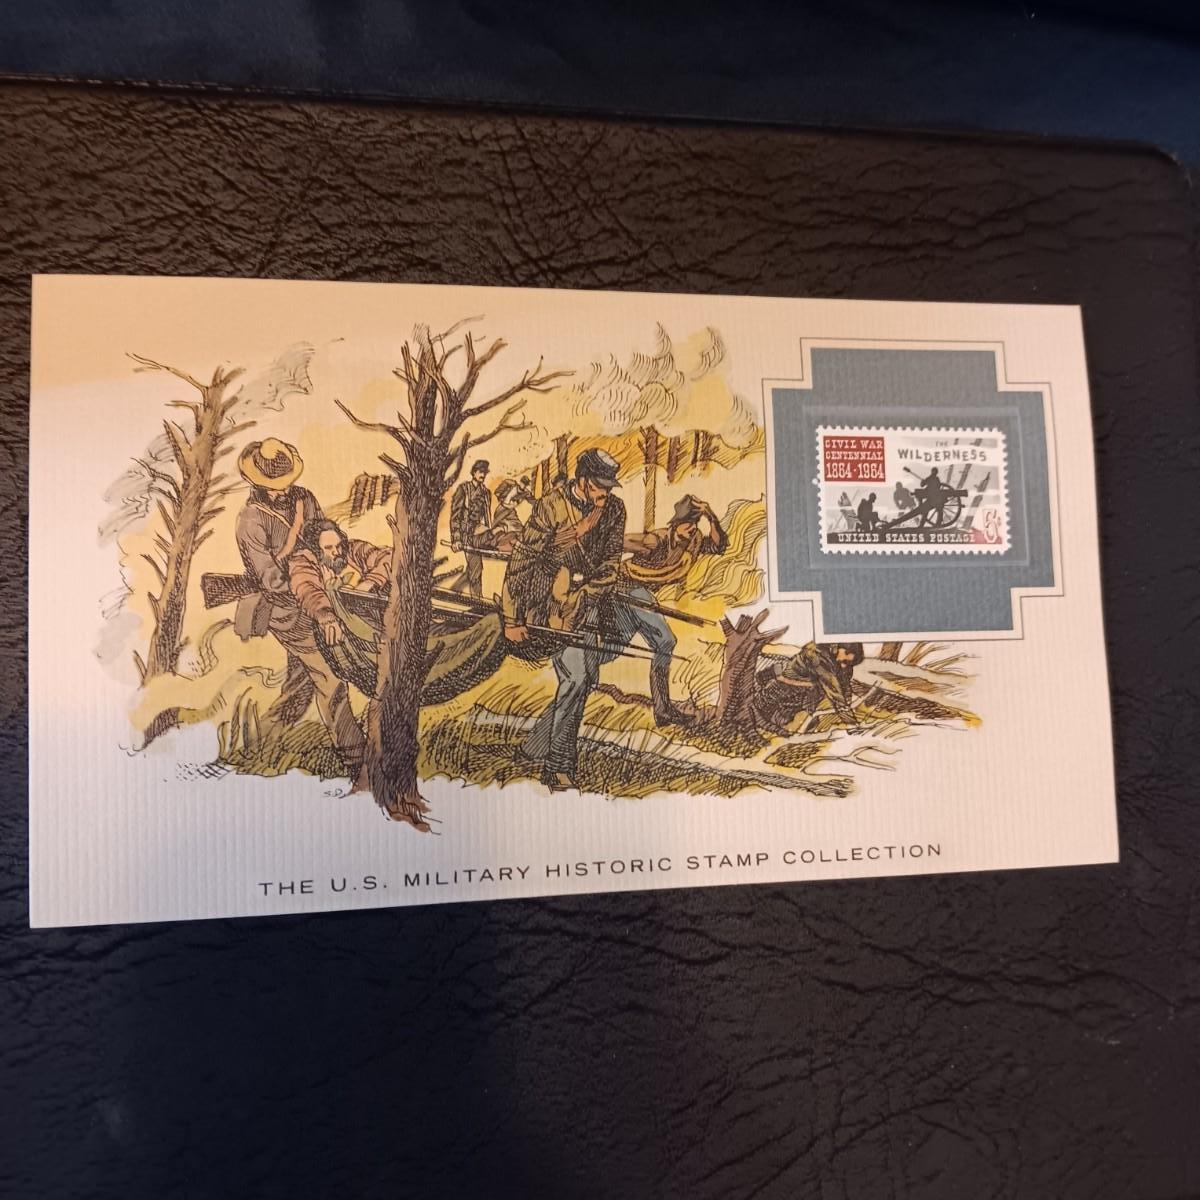 CIVIL WAR
CENTENNIAL
1864-1964
THE
WILDERNESS
UNITED STATES POSTAGE
5¢
S.D.
THE U.S. MILITARY HISTORIC STAMP COLLECTION